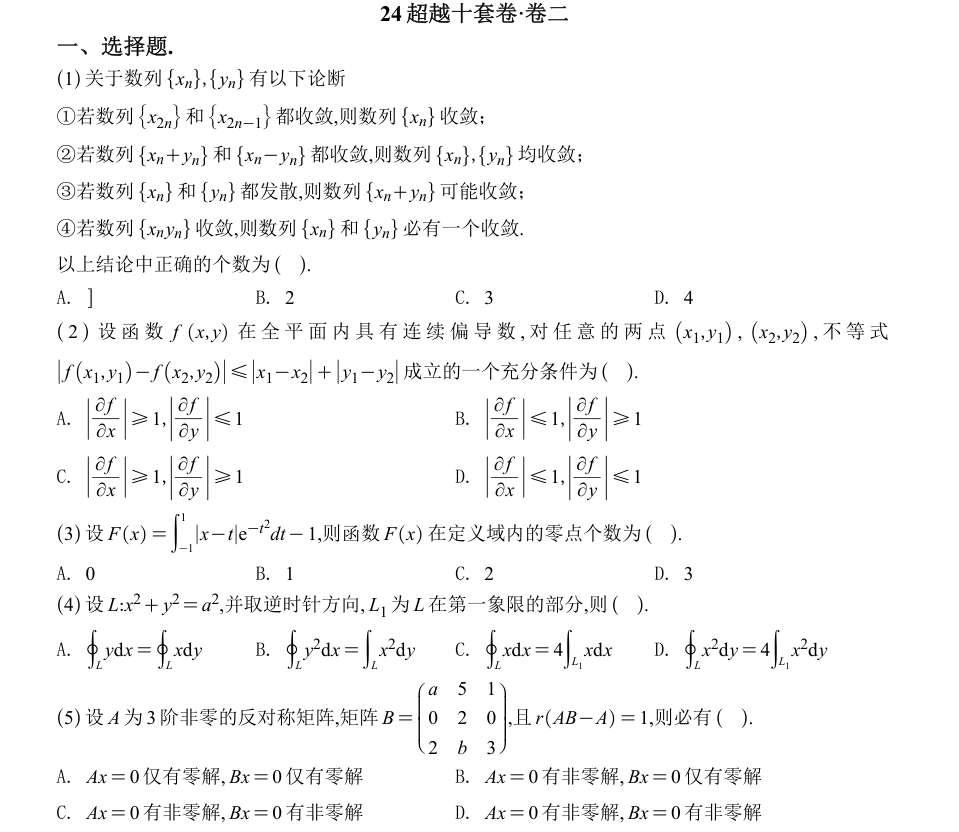 24超越十套卷·卷二
一、选择题.
(1)关于数列{xₙ},{yₙ}有以下论断
①若数列{x₂ₙ}和{x₂ₙ₋₁}都收敛,则数列{xₙ}收敛;
②若数列{xₙ+yₙ}和{xₙ-yₙ}都收敛,则数列{xₙ},{yₙ}均收敛;
③若数列{xₙ}和{yₙ}都发散,则数列{xₙ+yₙ}可能收敛;
④若数列{xₙyₙ}收敛,则数列{xₙ}和{yₙ}必有一个收敛.
以上结论中正确的个数为( ).
A. ] B. 2 C. 3 D. 4
(2)设函数f(x,y)在全平面内具有连续偏导数,对任意的两点(x₁,y₁),(x₂,y₂),不等式
|f(x₁,y₁)-f(x₂,y₂)|≤|x₁-x₂|+|y₁-y₂|成立的一个充分条件为( ).
A. |∂f/∂x|≥1,|∂f/∂y|≤1 B. |∂f/∂x|≤1,|∂f/∂y|≥1
C. |∂f/∂x|≥1,|∂f/∂y|≥1 D. |∂f/∂x|≤1,|∂f/∂y|≤1
(3)设F(x)=∫₋₁¹|x-t|e^(-t²)dt-1,则函数F(x)在定义域内的零点个数为( ).
A. 0 B. 1 C. 2 D. 3
(4)设L:x²+y²=a²,并取逆时针方向,L₁为L在第一象限的部分,则( ).
A. ∮_L ydx=∮_L xdy B. ∮_L y²dx=∫_L x²dy C. ∮_L xdx=4∫_L₁ xdx D. ∮_L x²dy=4∫_L₁ x²dy
(5)设A为3阶非零的反对称矩阵,矩阵B=(a 5 1; 0 2 0; 2 b 3),且r(AB-A)=1,则必有( ).
A. Ax=0仅有零解,Bx=0仅有零解 B. Ax=0有非零解,Bx=0仅有零解
C. Ax=0有非零解,Bx=0有非零解 D. Ax=0有非零解,Bx=0有非零解